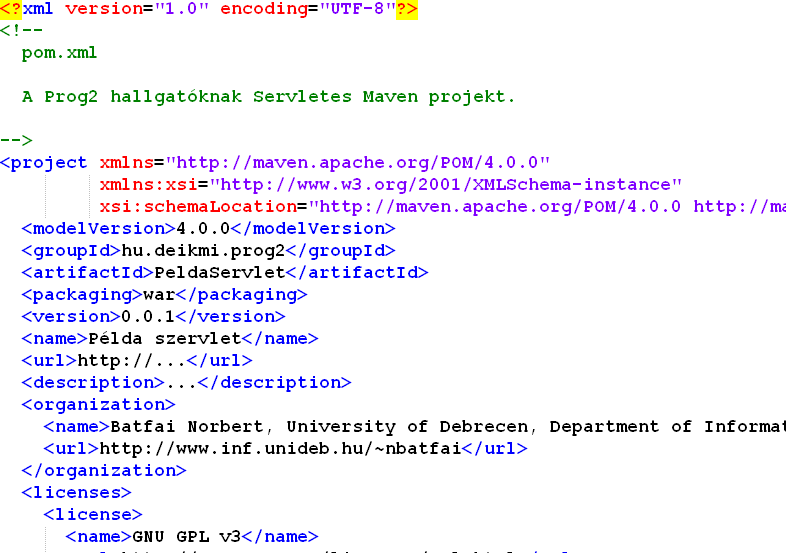 <?xml version="1.0" encoding="UTF-8"?>
<!--
pom.xml
A Prog2 hallgatóknak Servletes Maven projekt.
-->
<project xmlns="http://maven.apache.org/POM/4.0.0"
xmlns:xsi="http://www.w3.org/2001/XMLSchema-instance"
xsi:schemaLocation="http://maven.apache.org/POM/4.0.0 http://ma
<modelVersion>4.0.0</modelVersion>
<groupId>hu.deikmi.prog2</groupId>
<artifactId>PeldaServlet</artifactId>
<packaging>war</packaging>
<version>0.0.1</version>
<name>Példa szervlet</name>
<url>http://...</url>
<description>...</description>
<organization>
<name>Batfai Norbert, University of Debrecen, Department of Informat
<url>http://www.inf.unideb.hu/~nbatfai</url>
</organization>
<licenses>
<license>
<name>GNU GPL v3</name>